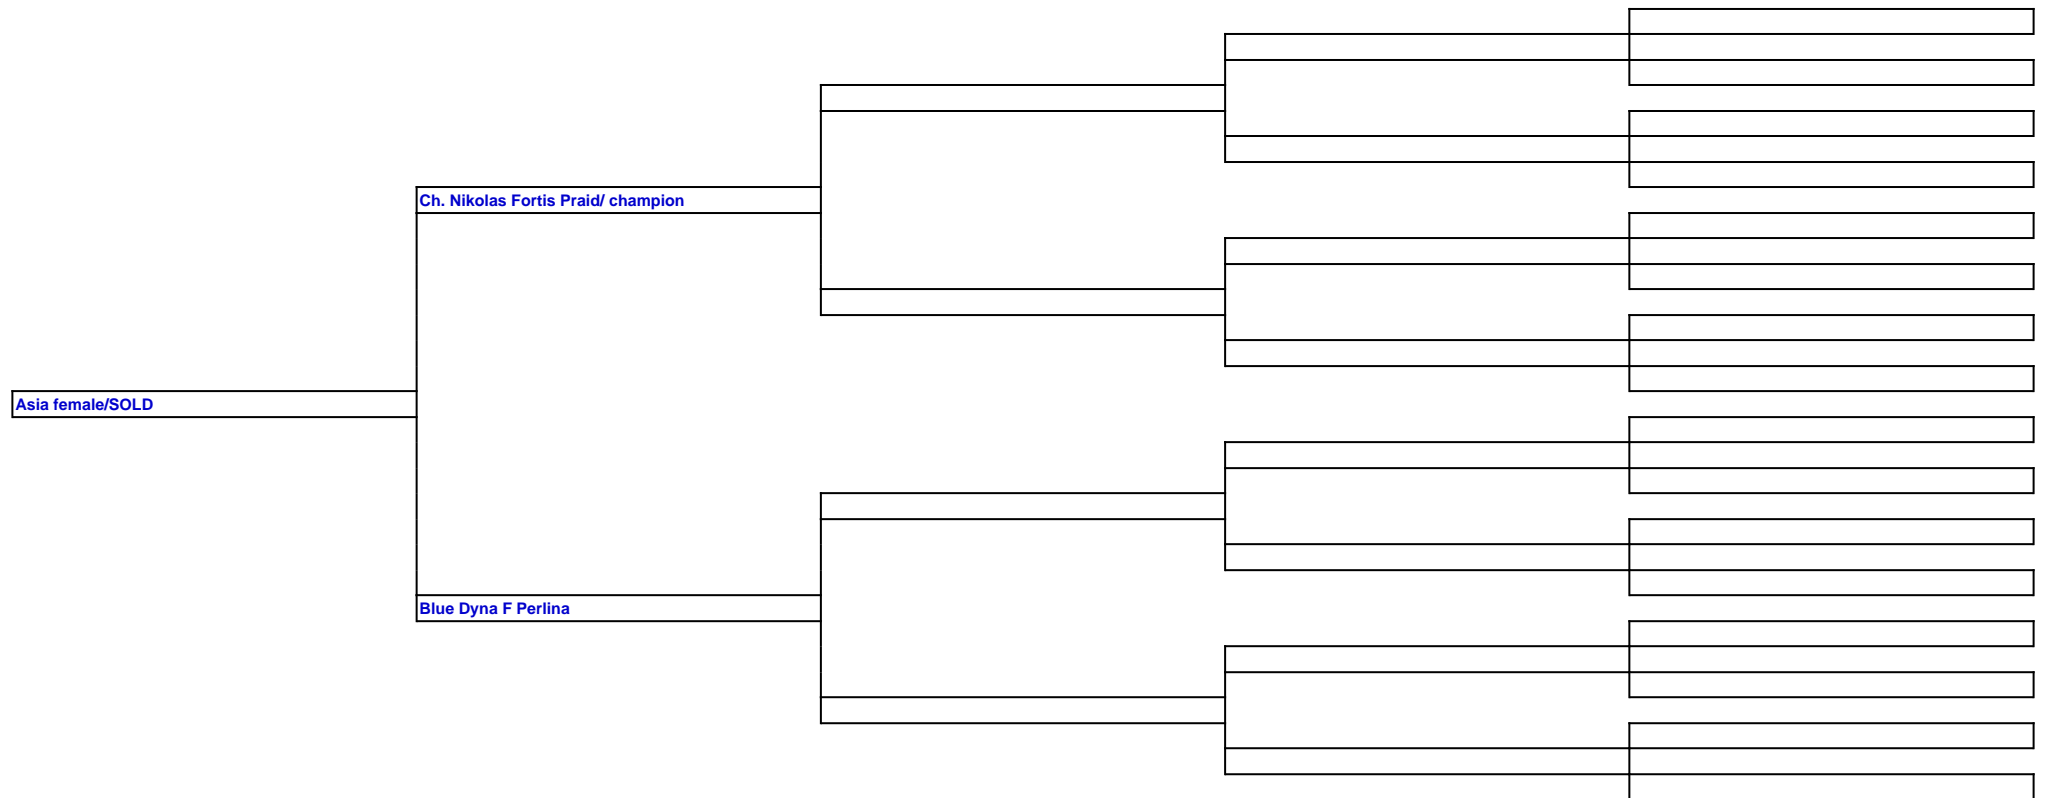 Ch. Nikolas Fortis Praid/ champion
Asia female/SOLD
Blue Dyna F Perlina